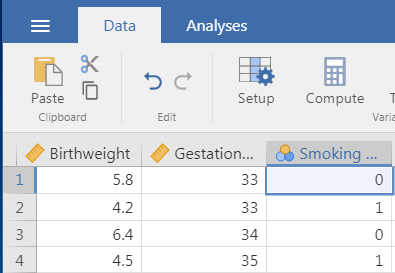 Data Analyses
Paste Setup Compute
Clipboard Edit
Birthweight Gestation... Smoking ...
1 5.8 33 0
2 4.2 33 1
3 6.4 34 0
4 4.5 35 1